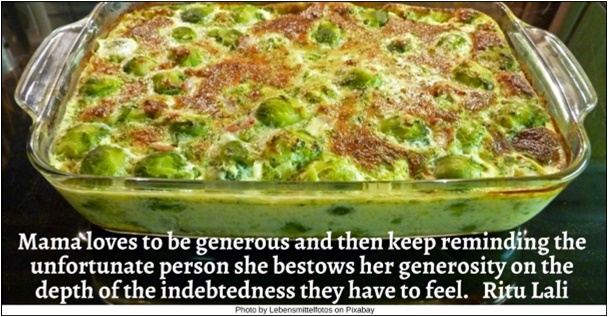 Mama loves to be generous and then keep reminding the
unfortunate person she bestows her generosity on the
depth of the indebtedness they have to feel. Ritu Lali
Photo by Lebensmittelfotos on Pixabay